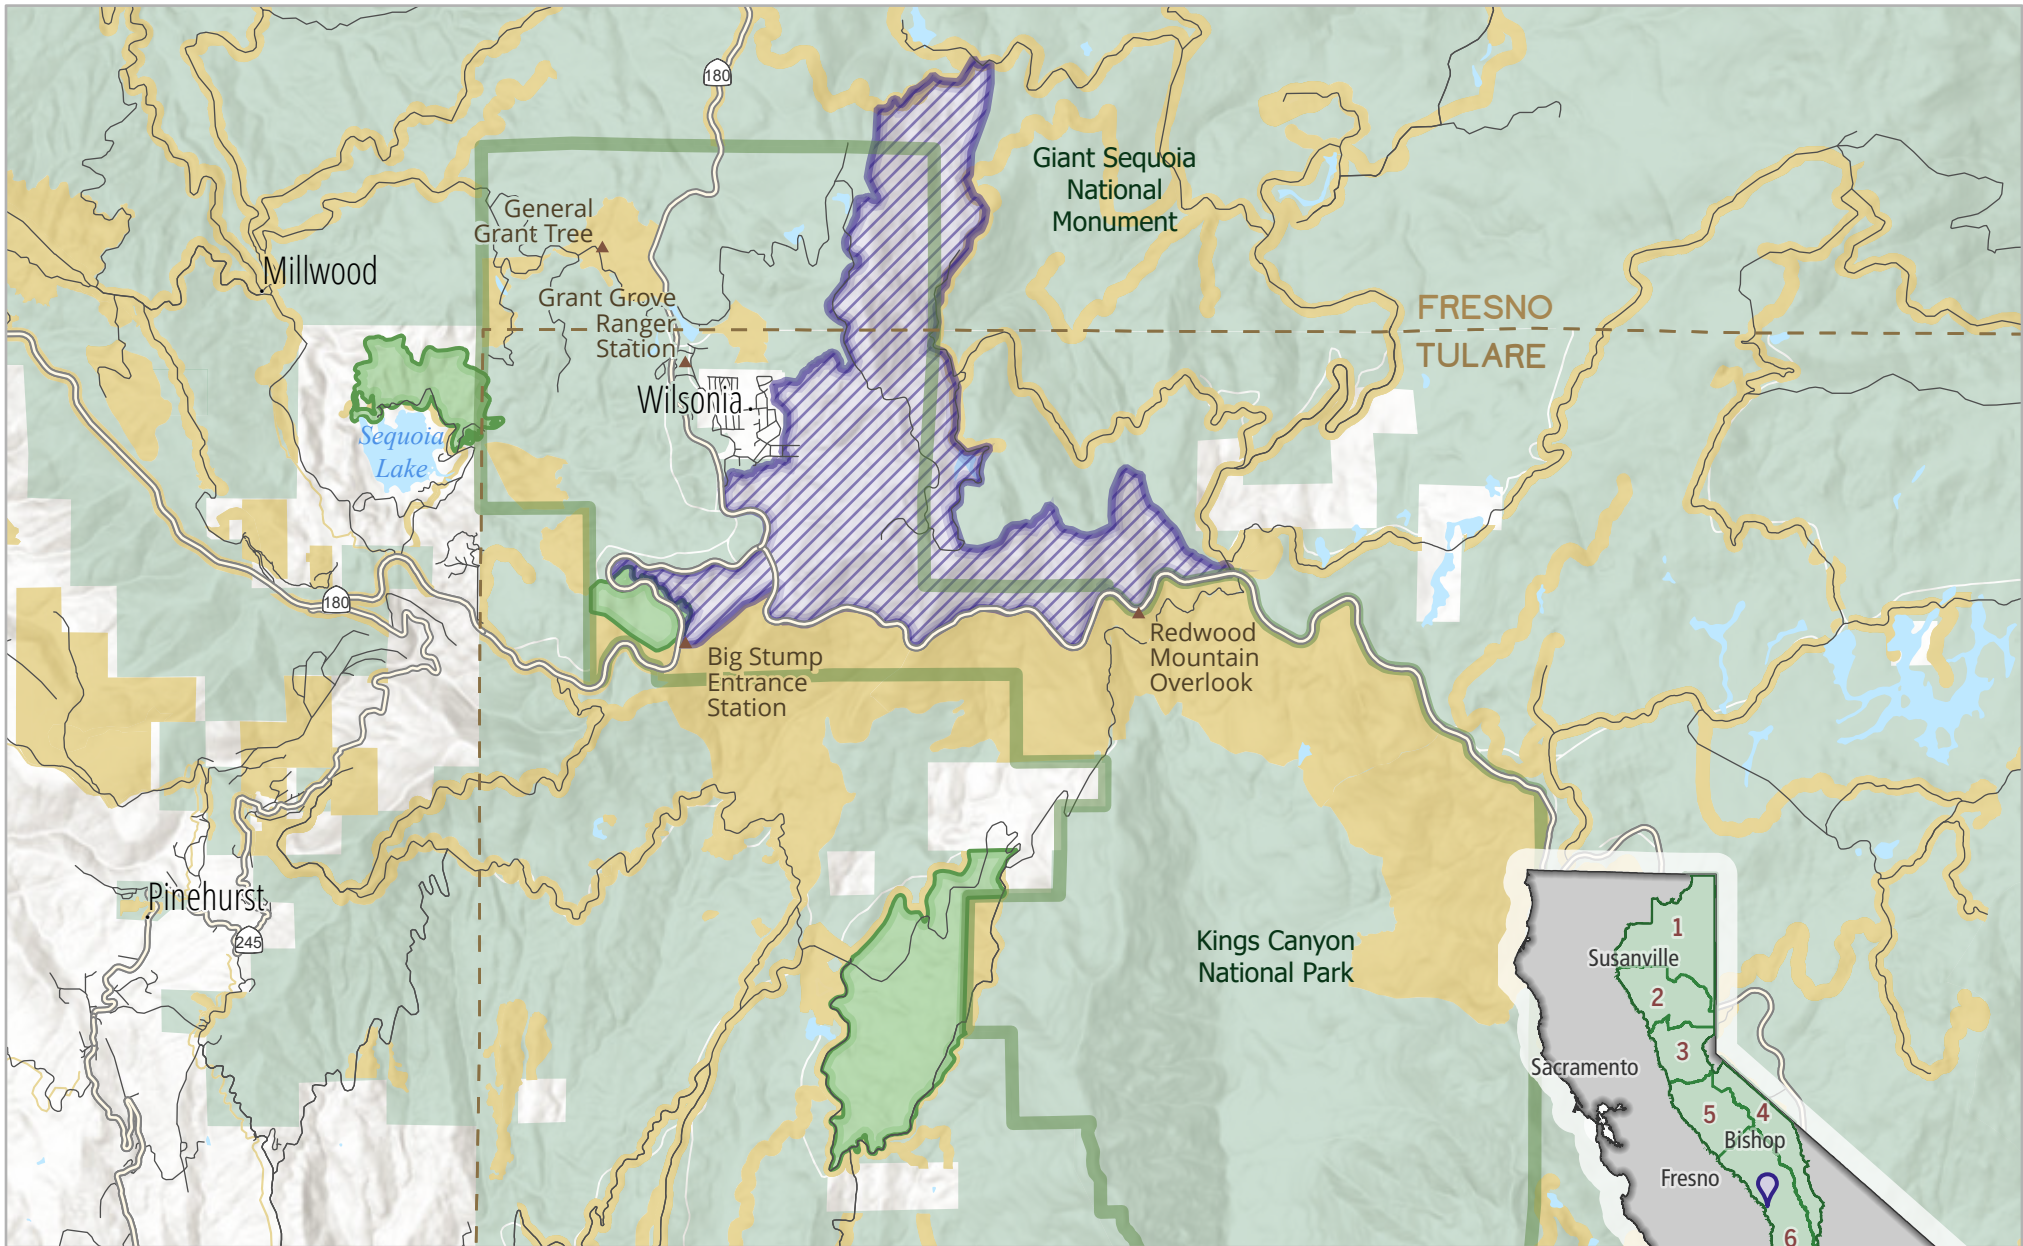 180
Giant Sequoia
National
Monument
General
Grant Tree
Millwood
Grant Grove
Ranger
Station
FRESNO
TULARE
Wilsonia
Sequoia
Lake
180
Redwood
Mountain
Overlook
Big Stump
Entrance
Station
Pinehurst
245
Kings Canyon
National Park
1
Susanville
2
3
Sacramento
4
5
Bishop
Fresno
6